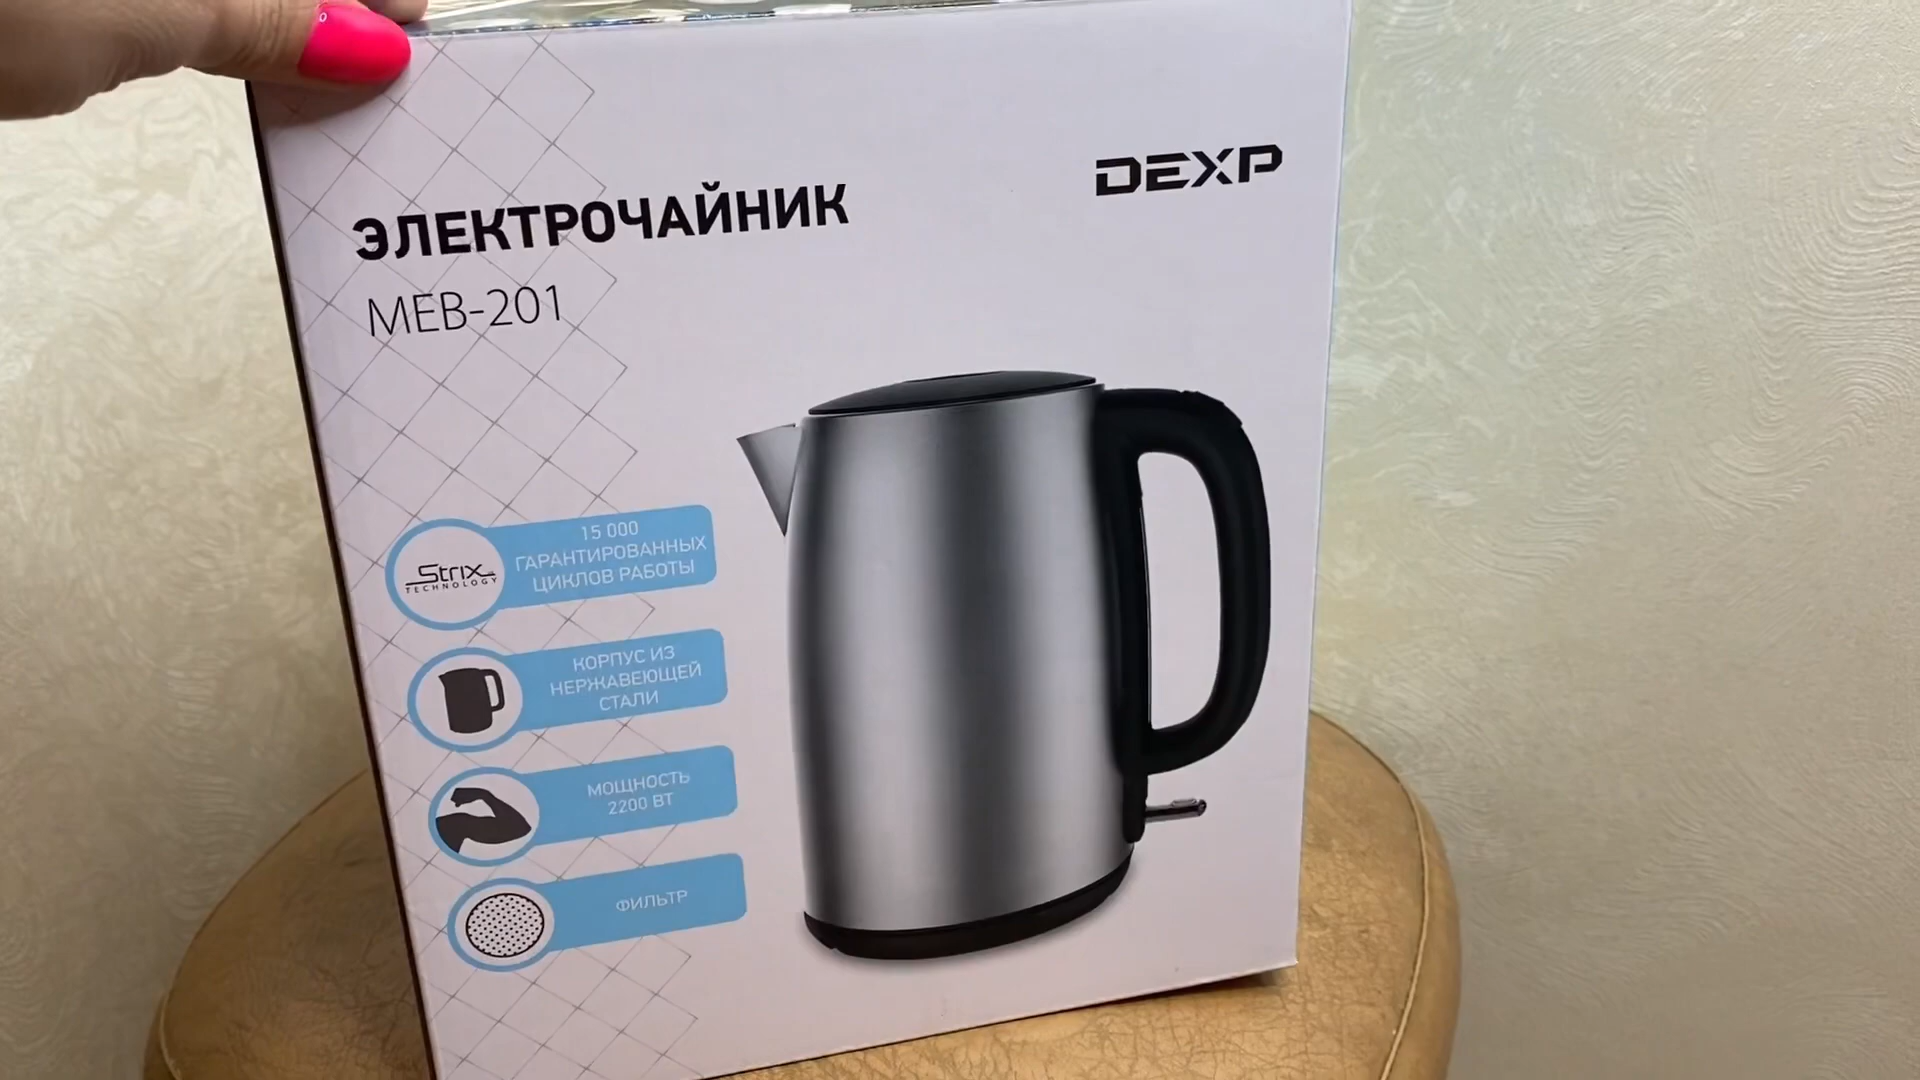 DEXP
ЭЛЕКТРОЧАЙНИК
MEB-201
Strix
TECHNOLOGY
15 000
ГАРАНТИРОВАННЫХ
ЦИКЛОВ РАБОТЫ
КОРПУС ИЗ
НЕРЖАВЕЮЩЕЙ
СТАЛИ
МОЩНОСТЬ
2200 ВТ
ФИЛЬТР